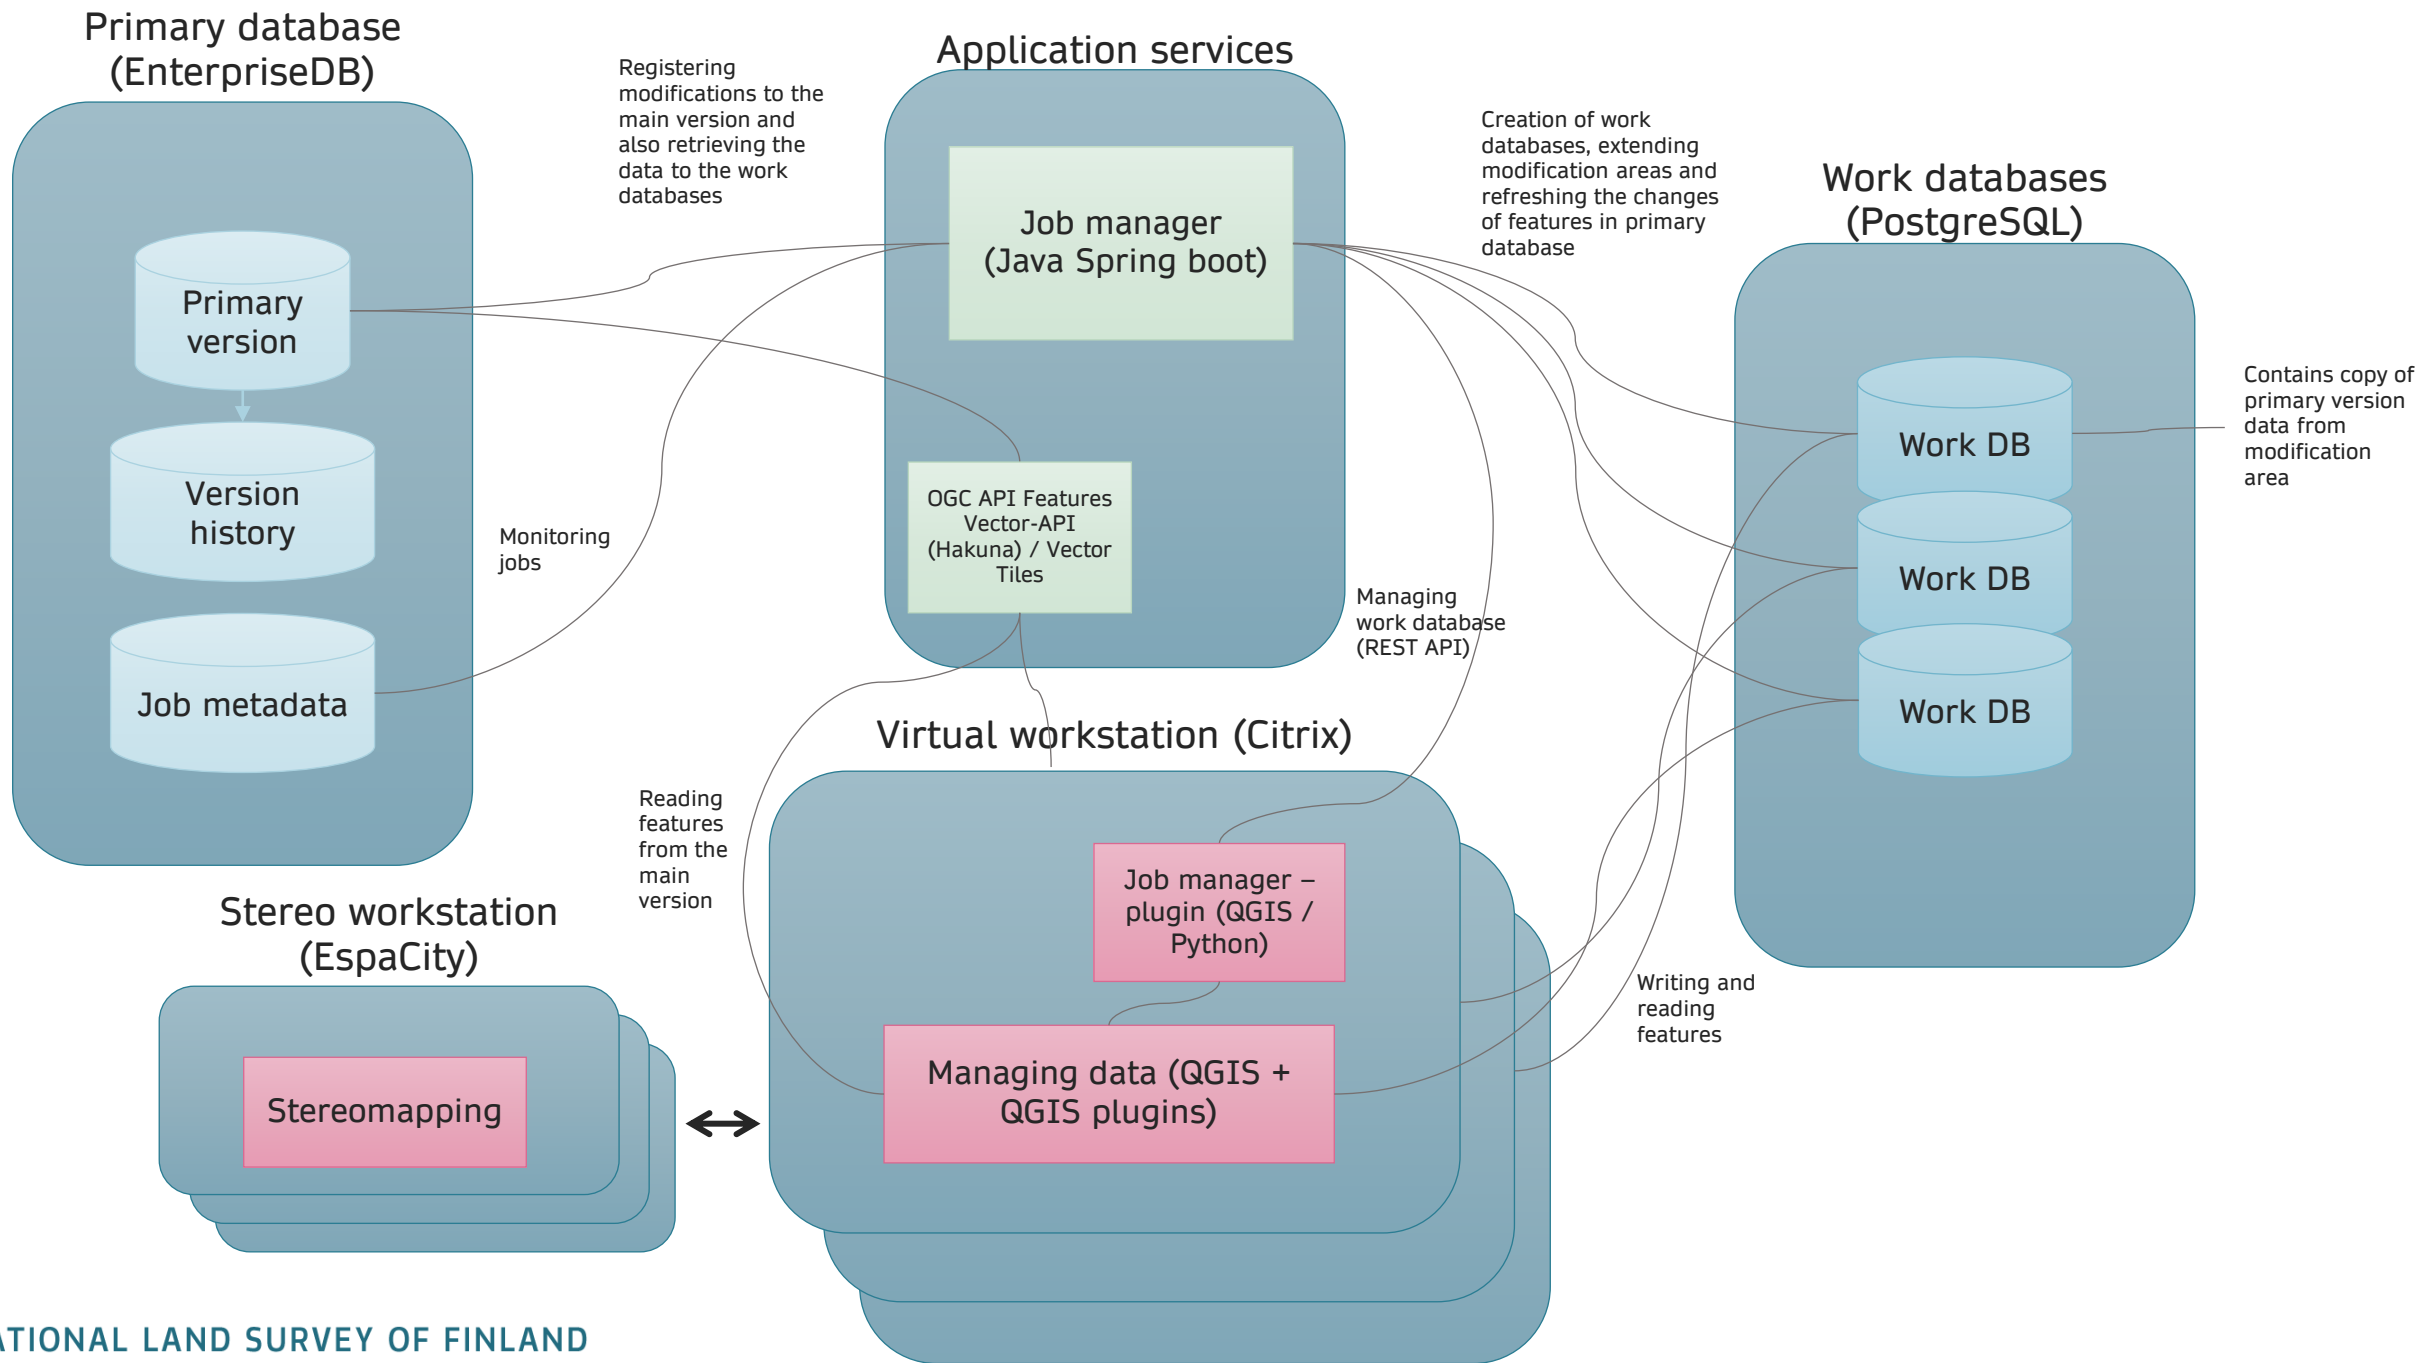 Primary database
(EnterpriseDB)
Primary
version
Version
history
Job metadata
Registering
modifications to the
main version and
also retrieving the
data to the work
databases
Monitoring
jobs
Application services
Job manager
(Java Spring boot)
OGC API Features
Vector-API
(Hakuna) / Vector
Tiles
Creation of work
databases, extending
modification areas and
refreshing the changes
of features in primary
database
Managing
work database
(REST API)
Work databases
(PostgreSQL)
Work DB
Work DB
Work DB
Contains copy of
primary version
data from
modification
area
Virtual workstation (Citrix)
Reading
features
from the
main
version
Job manager –
plugin (QGIS /
Python)
Managing data (QGIS +
QGIS plugins)
Writing and
reading
features
Stereo workstation
(EspaCity)
Stereomapping
ATIONAL LAND SURVEY OF FINLAND